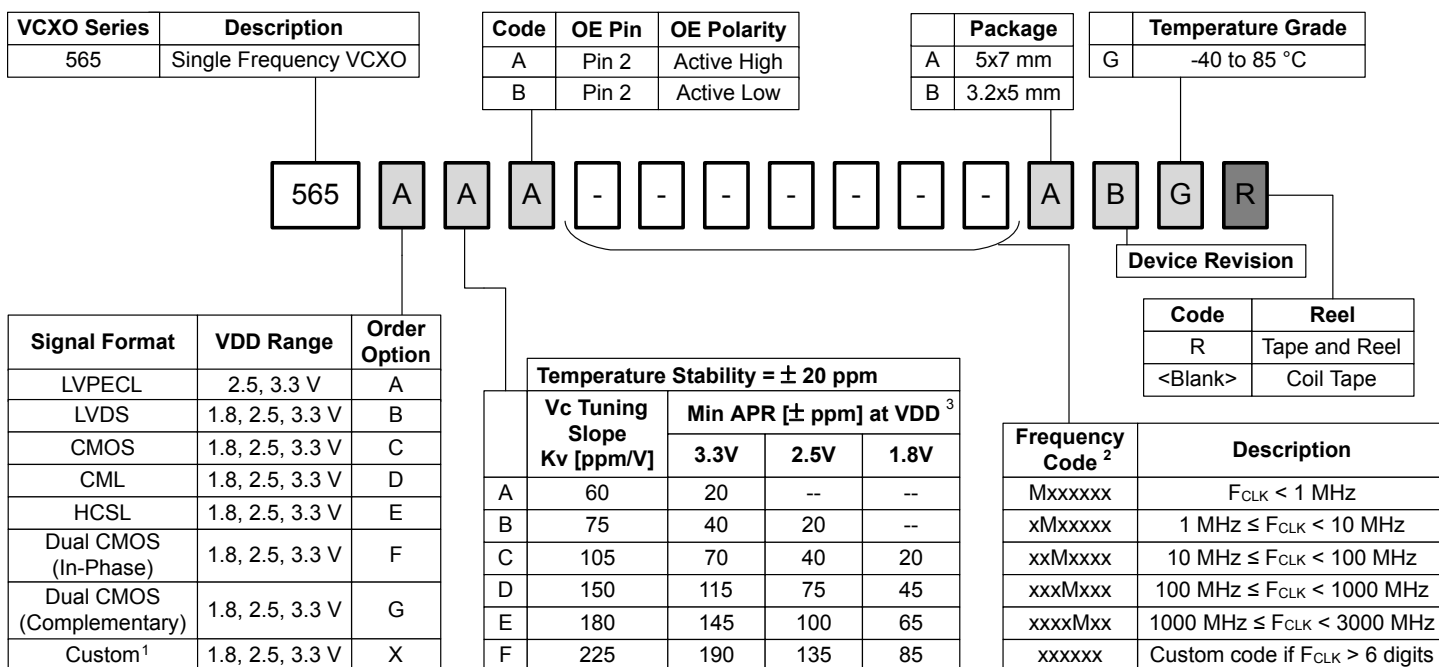 VCXO Series Description
565 Single Frequency VCXO
Code OE Pin OE Polarity
A Pin 2 Active High
B Pin 2 Active Low
Package
A 5x7 mm
B 3.2x5 mm
Temperature Grade
G -40 to 85 °C
565 A A A - - - - - - - A B G R
Device Revision
Code Reel
R Tape and Reel
<Blank> Coil Tape
Signal Format VDD Range Order Option
LVPECL 2.5, 3.3 V A
LVDS 1.8, 2.5, 3.3 V B
CMOS 1.8, 2.5, 3.3 V C
CML 1.8, 2.5, 3.3 V D
HCSL 1.8, 2.5, 3.3 V E
Dual CMOS (In-Phase) 1.8, 2.5, 3.3 V F
Dual CMOS (Complementary) 1.8, 2.5, 3.3 V G
Custom¹ 1.8, 2.5, 3.3 V X
Temperature Stability = ± 20 ppm
Vc Tuning Slope Kv [ppm/V] Min APR [± ppm] at VDD ³
3.3V 2.5V 1.8V
A 60 20 -- --
B 75 40 20 --
C 105 70 40 20
D 150 115 75 45
E 180 145 100 65
F 225 190 135 85
Frequency Code ² Description
Mxxxxxx FCLK < 1 MHz
xMxxxxx 1 MHz ≤ FCLK < 10 MHz
xxMxxxx 10 MHz ≤ FCLK < 100 MHz
xxxMxxx 100 MHz ≤ FCLK < 1000 MHz
xxxxMxx 1000 MHz ≤ FCLK < 3000 MHz
xxxxxx Custom code if FCLK > 6 digits